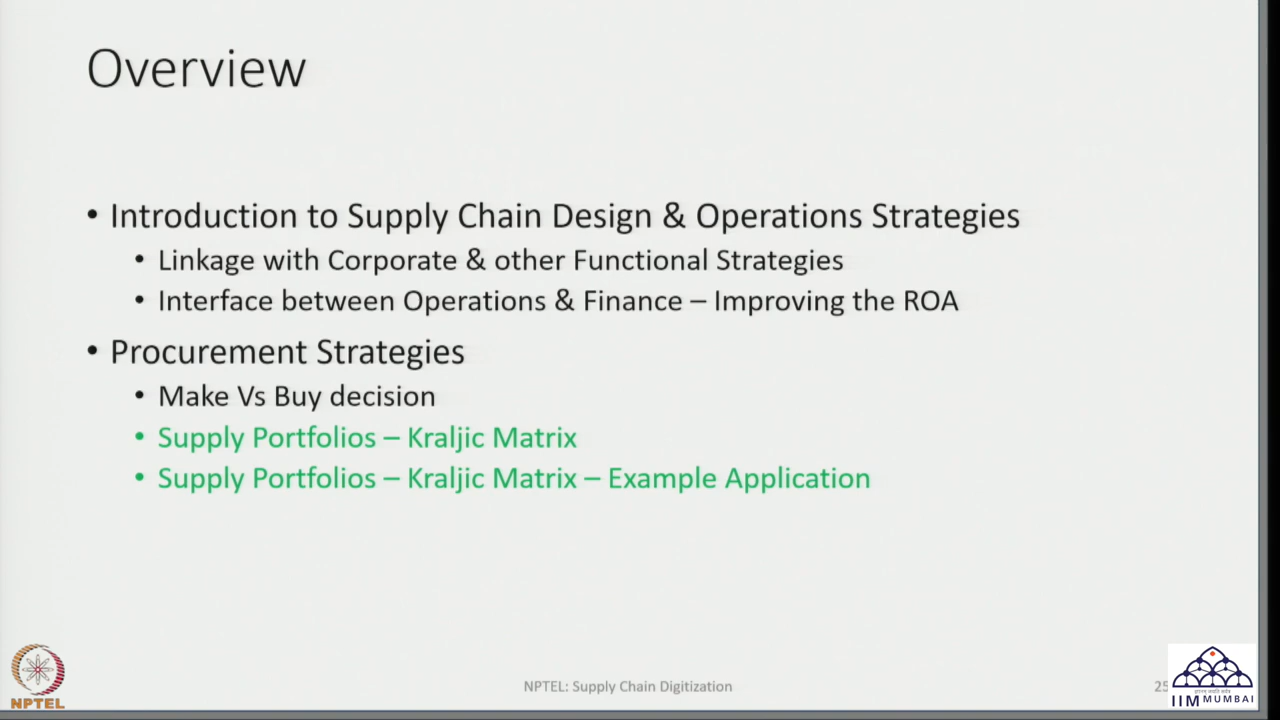 Overview
• Introduction to Supply Chain Design & Operations Strategies
• Linkage with Corporate & other Functional Strategies
• Interface between Operations & Finance – Improving the ROA
• Procurement Strategies
• Make Vs Buy decision
• Supply Portfolios – Kraljic Matrix
• Supply Portfolios – Kraljic Matrix – Example Application
NPTEL
NPTEL: Supply Chain Digitization
25
IIM MUMBAI